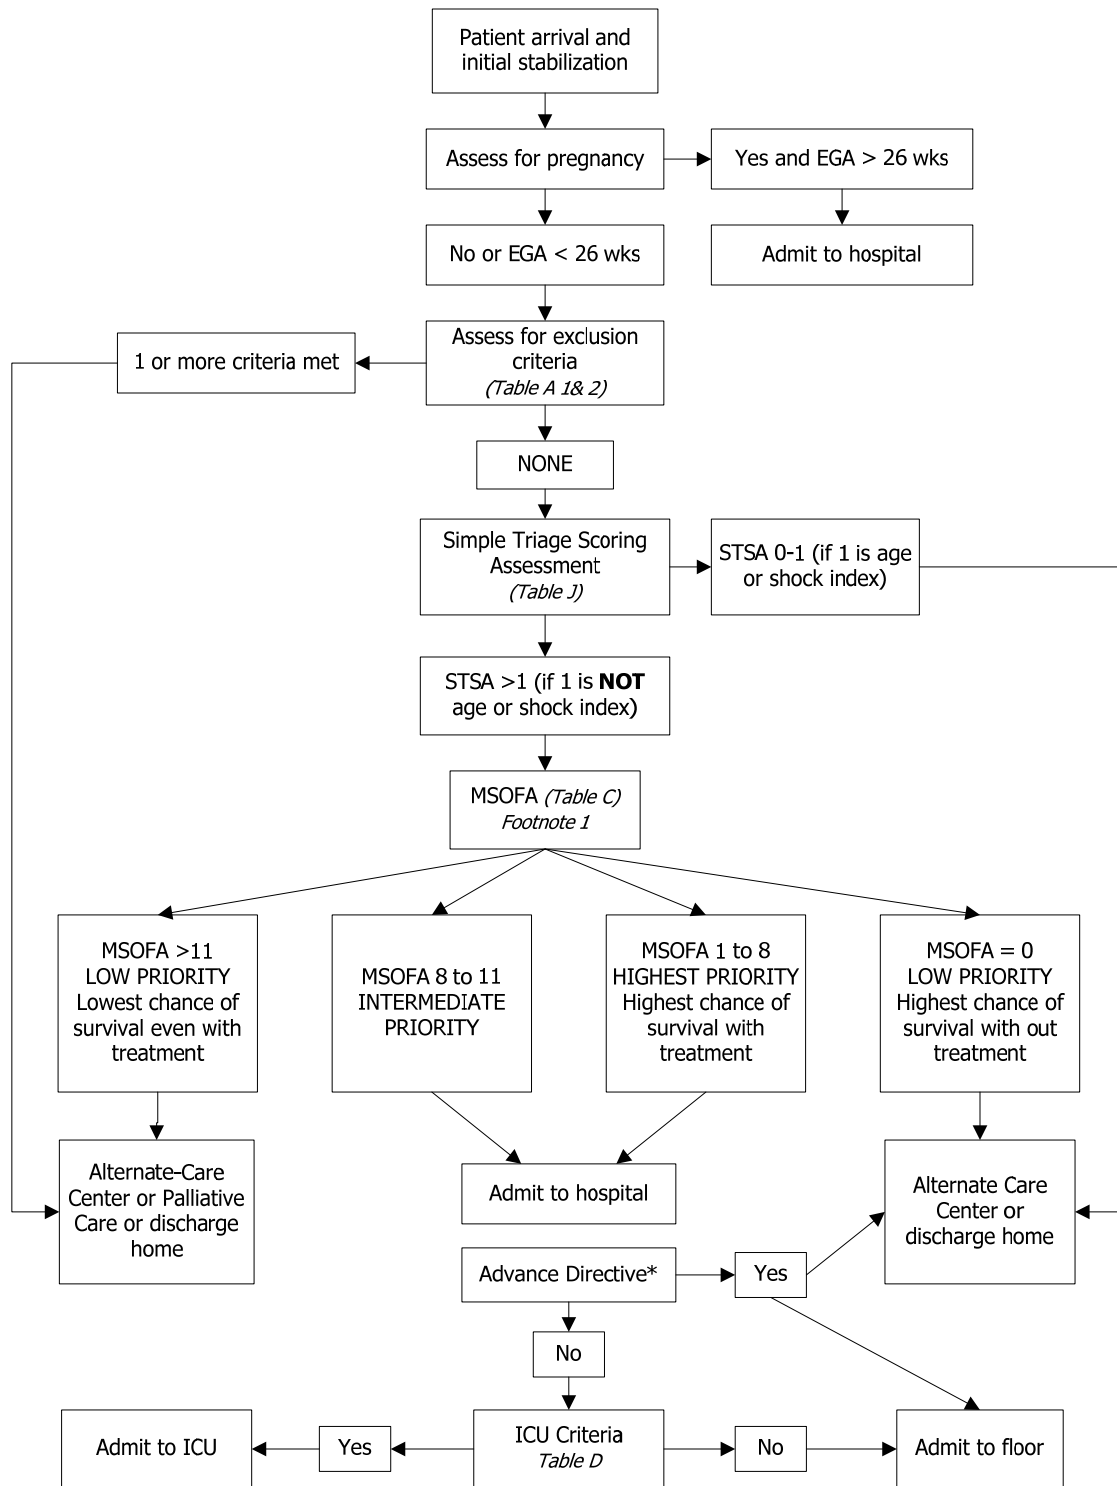 Patient arrival and
initial stabilization
Assess for pregnancy
Yes and EGA > 26 wks
No or EGA < 26 wks
Admit to hospital
Assess for exclusion
criteria
(Table A 1& 2)
1 or more criteria met
NONE
Simple Triage Scoring
Assessment
(Table J)
STSA 0-1 (if 1 is age
or shock index)
STSA >1 (if 1 is NOT
age or shock index)
MSOFA (Table C)
Footnote 1
MSOFA >11
LOW PRIORITY
Lowest chance of
survival even with
treatment
MSOFA 8 to 11
INTERMEDIATE
PRIORITY
MSOFA 1 to 8
HIGHEST PRIORITY
Highest chance of
survival with
treatment
MSOFA = 0
LOW PRIORITY
Highest chance of
survival with out
treatment
Alternate-Care
Center or Palliative
Care or discharge
home
Admit to hospital
Alternate Care
Center or
discharge home
Advance Directive*
Yes
No
ICU Criteria
Table D
Yes
Admit to ICU
No
Admit to floor